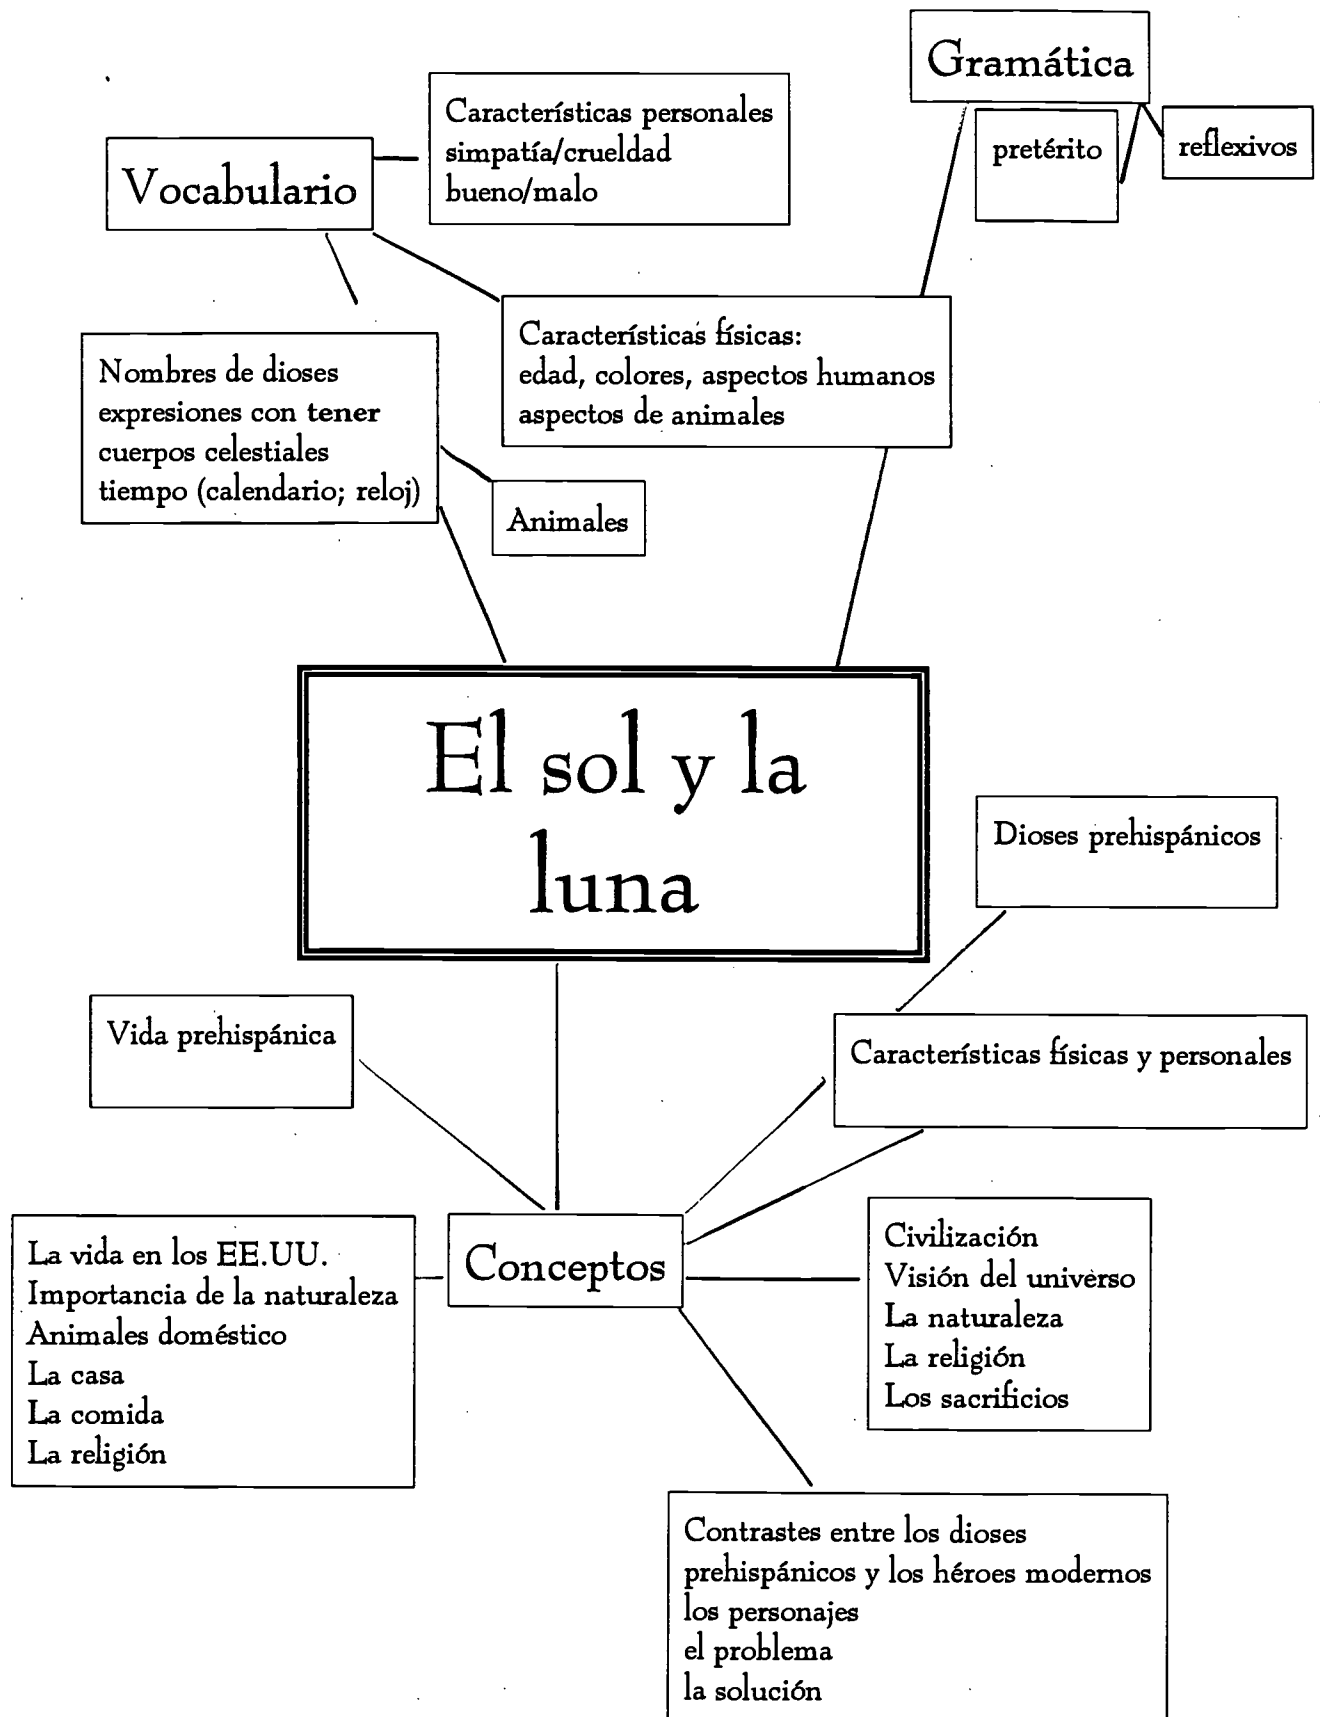 Gramática
pretérito
reflexivos
Vocabulario
Características personales
simpatía/crueldad
bueno/malo
Características físicas:
edad, colores, aspectos humanos
aspectos de animales
Nombres de dioses
expresiones con tener
cuerpos celestiales
tiempo (calendario; reloj)
Animales
El sol y la
luna
Dioses prehispánicos
Vida prehispánica
Características físicas y personales
Conceptos
La vida en los EE.UU.
Importancia de la naturaleza
Animales doméstico
La casa
La comida
La religión
Civilización
Visión del universo
La naturaleza
La religión
Los sacrificios
Contrastes entre los dioses
prehispánicos y los héroes modernos
los personajes
el problema
la solución